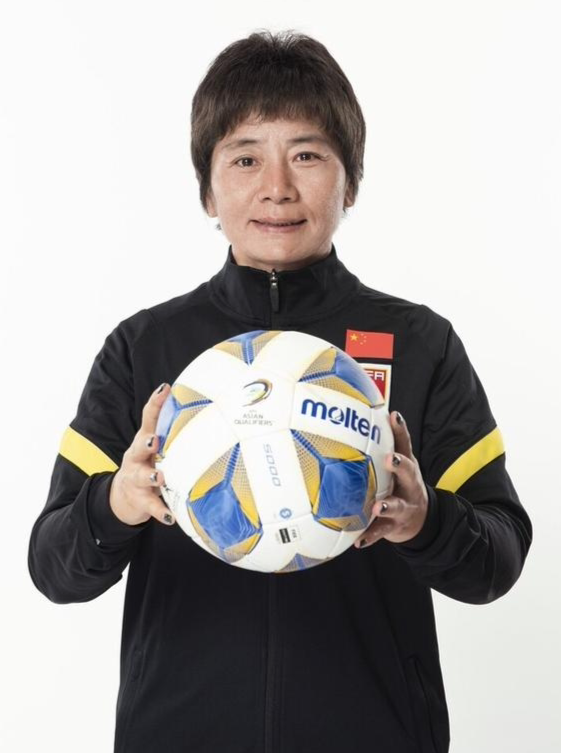 ASIAN
QUALIFIERS
molten
5000